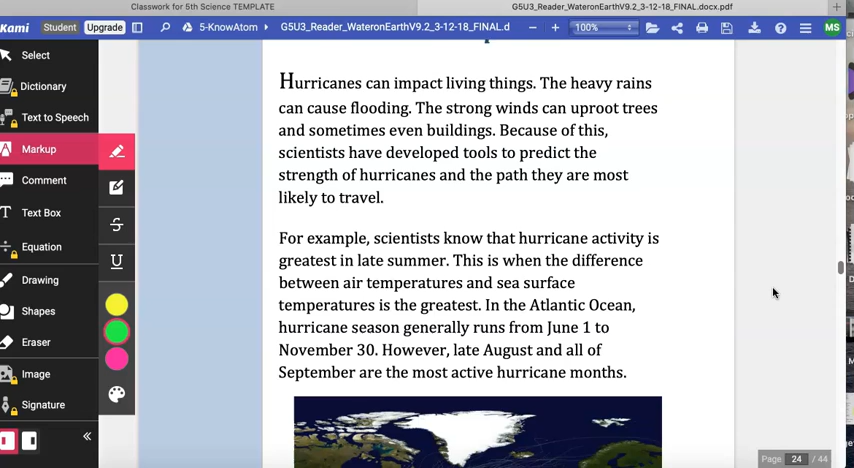 Classwork for 5th Science TEMPLATE
G5U3_Reader_WateronEarthV9.2_3-12-18_FINAL.docx.pdf
Kami
Student
Upgrade
5-KnowAtom
G5U3_Reader_WateronEarthV9.2_3-12-18_FINAL.d
100%
MS
Select
Dictionary
Text to Speech
Markup
Comment
Text Box
Equation
Drawing
Shapes
Eraser
Image
Signature
Hurricanes can impact living things. The heavy rains
can cause flooding. The strong winds can uproot trees
and sometimes even buildings. Because of this,
scientists have developed tools to predict the
strength of hurricanes and the path they are most
likely to travel.
For example, scientists know that hurricane activity is
greatest in late summer. This is when the difference
between air temperatures and sea surface
temperatures is the greatest. In the Atlantic Ocean,
hurricane season generally runs from June 1 to
November 30. However, late August and all of
September are the most active hurricane months.
Page 24 / 44